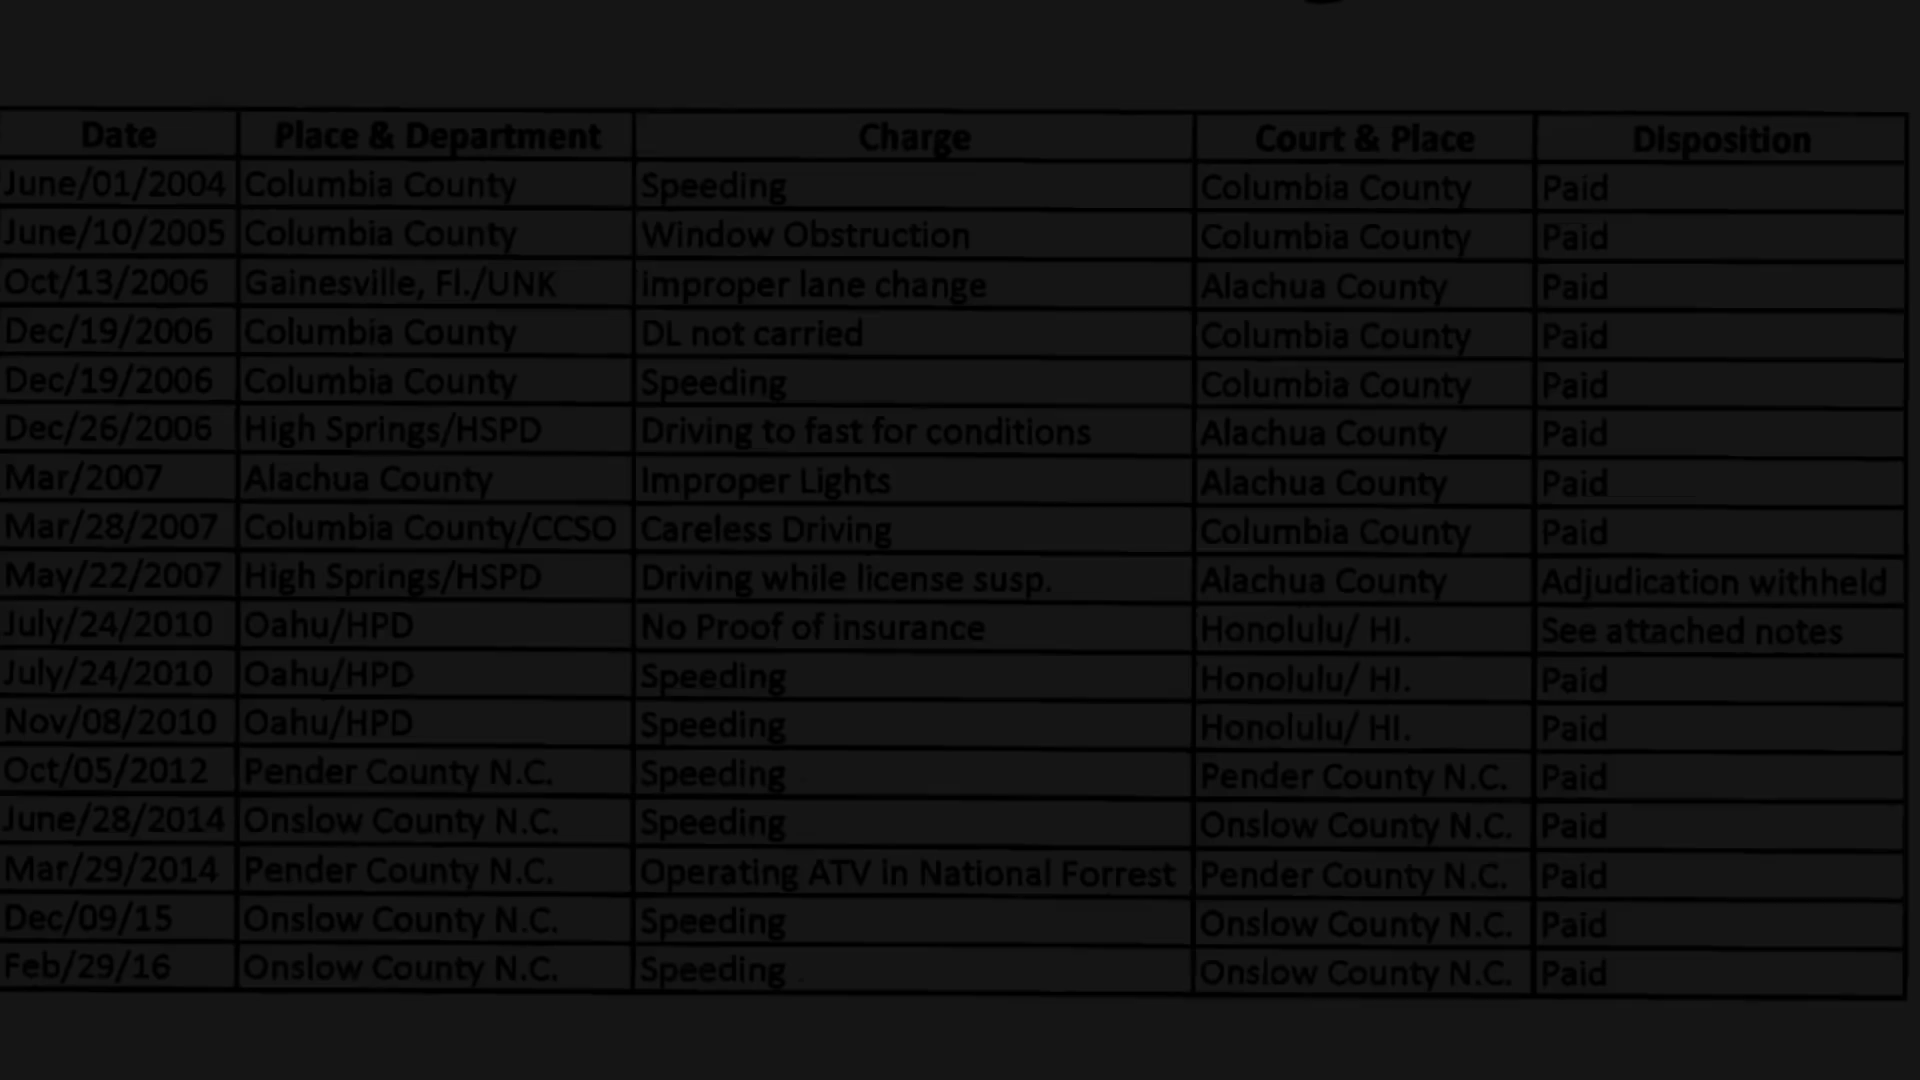 Date Place & Department Charge Court & Place Disposition
June/01/2004 Columbia County Speeding Columbia County Paid
June/10/2005 Columbia County Window Obstruction Columbia County Paid
Oct/13/2006 Gainesville, Fl./UNK improper lane change Alachua County Paid
Dec/19/2006 Columbia County DL not carried Columbia County Paid
Dec/19/2006 Columbia County Speeding Columbia County Paid
Dec/26/2006 High Springs/HSPD Driving to fast for conditions Alachua County Paid
Mar/2007 Alachua County Improper Lights Alachua County Paid
Mar/28/2007 Columbia County/CCSO Careless Driving Columbia County Paid
May/22/2007 High Springs/HSPD Driving while license susp. Alachua County Adjudication withheld
July/24/2010 Oahu/HPD No Proof of insurance Honolulu/ HI. See attached notes
July/24/2010 Oahu/HPD Speeding Honolulu/ HI. Paid
Nov/08/2010 Oahu/HPD Speeding Honolulu/ HI. Paid
Oct/05/2012 Pender County N.C. Speeding Pender County N.C. Paid
June/28/2014 Onslow County N.C. Speeding Onslow County N.C. Paid
Mar/29/2014 Pender County N.C. Operating ATV in National Forrest Pender County N.C. Paid
Dec/09/15 Onslow County N.C. Speeding Onslow County N.C. Paid
Feb/29/16 Onslow County N.C. Speeding Onslow County N.C. Paid